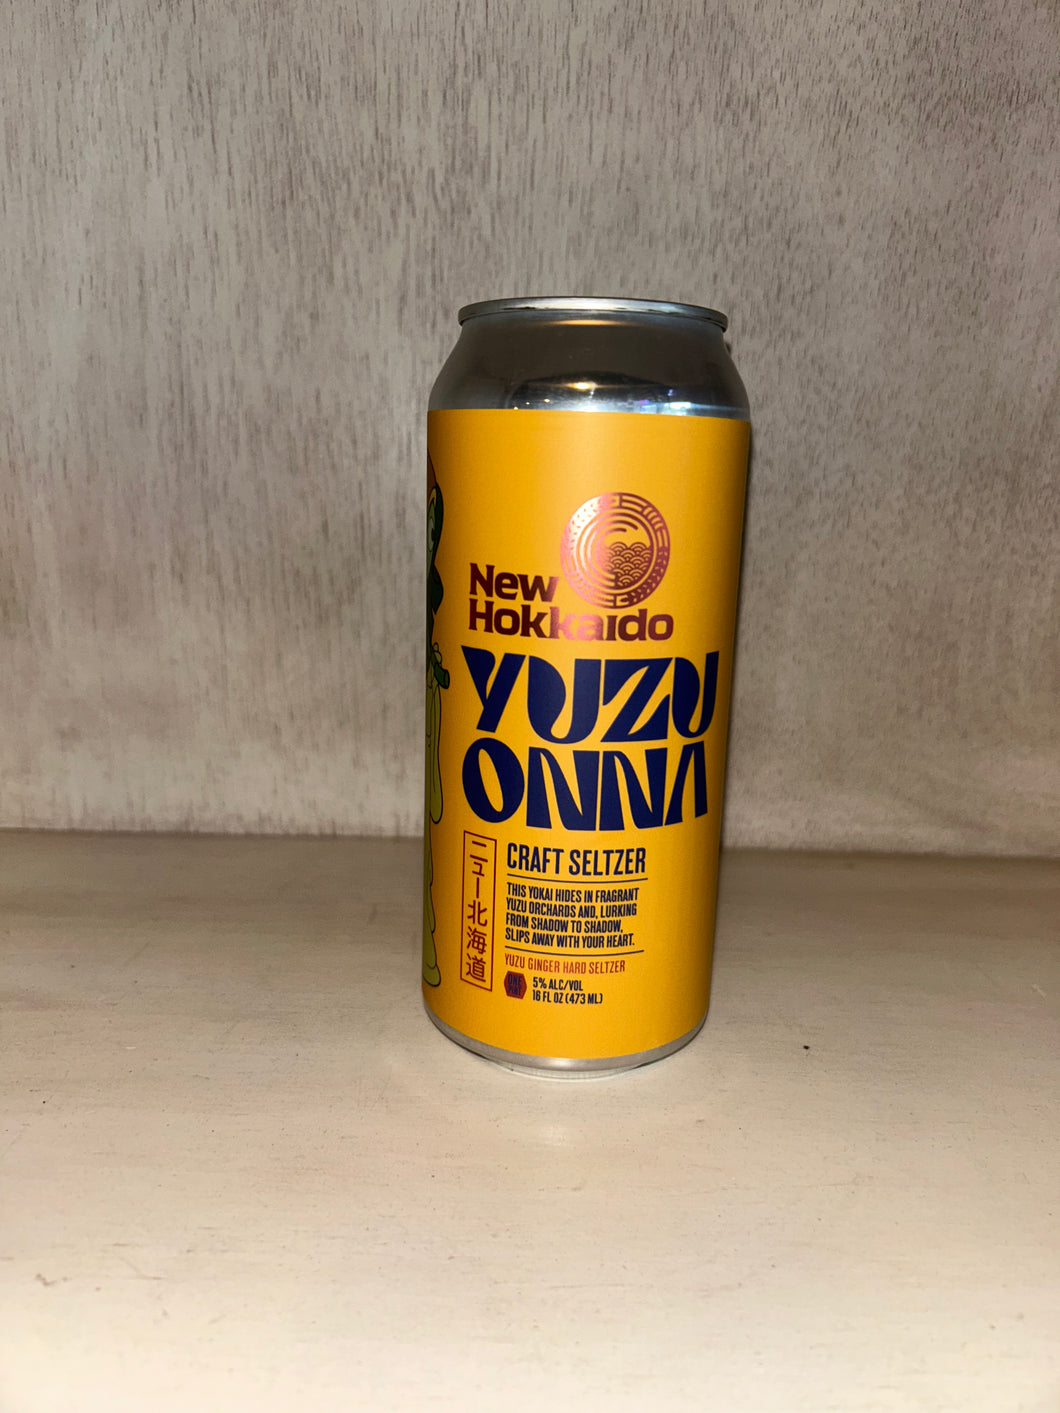 New
Hokkaido
YUZU
ONNA
ニュー北海道
CRAFT SELTZER
THIS YOKAI HIDES IN FRAGRANT
YUZU ORCHARDS AND, LURKING
FROM SHADOW TO SHADOW,
SLIPS AWAY WITH YOUR HEART.
YUZU GINGER HARD SELTZER
ONE
PINT
5% ALC/VOL
16 FL OZ (473 ML)